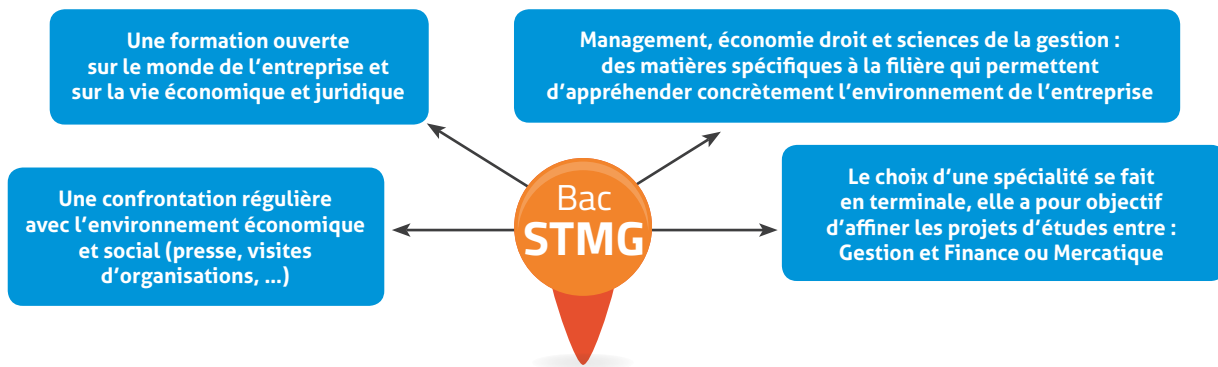 Une formation ouverte
sur le monde de l’entreprise et
sur la vie économique et juridique
Management, économie droit et sciences de la gestion :
des matières spécifiques à la filière qui permettent
d’appréhender concrètement l’environnement de l’entreprise
Une confrontation régulière
avec l’environnement économique
et social (presse, visites
d’organisations, ...)
Bac
STMG
Le choix d’une spécialité se fait
en terminale, elle a pour objectif
d’affiner les projets d’études entre :
Gestion et Finance ou Mercatique